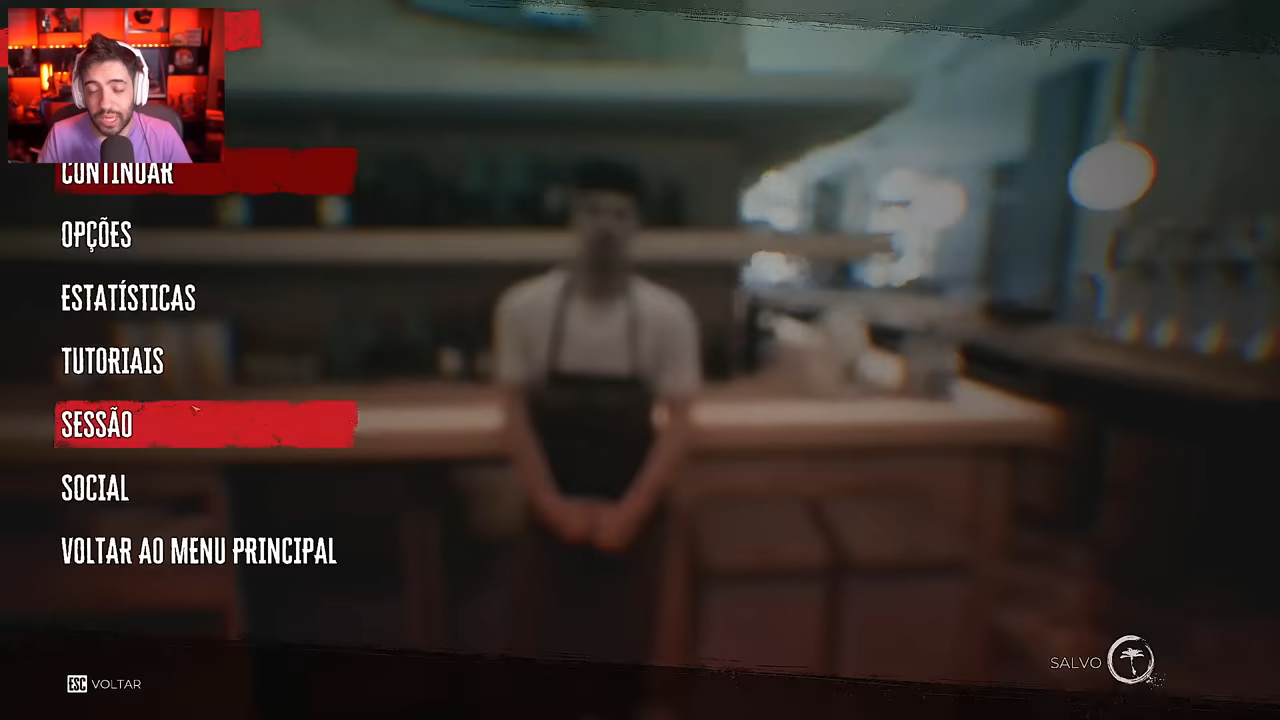 CONTINUAR
OPÇÕES
ESTATÍSTICAS
TUTORIAIS
SESSÃO
SOCIAL
VOLTAR AO MENU PRINCIPAL
SALVO
ESC VOLTAR